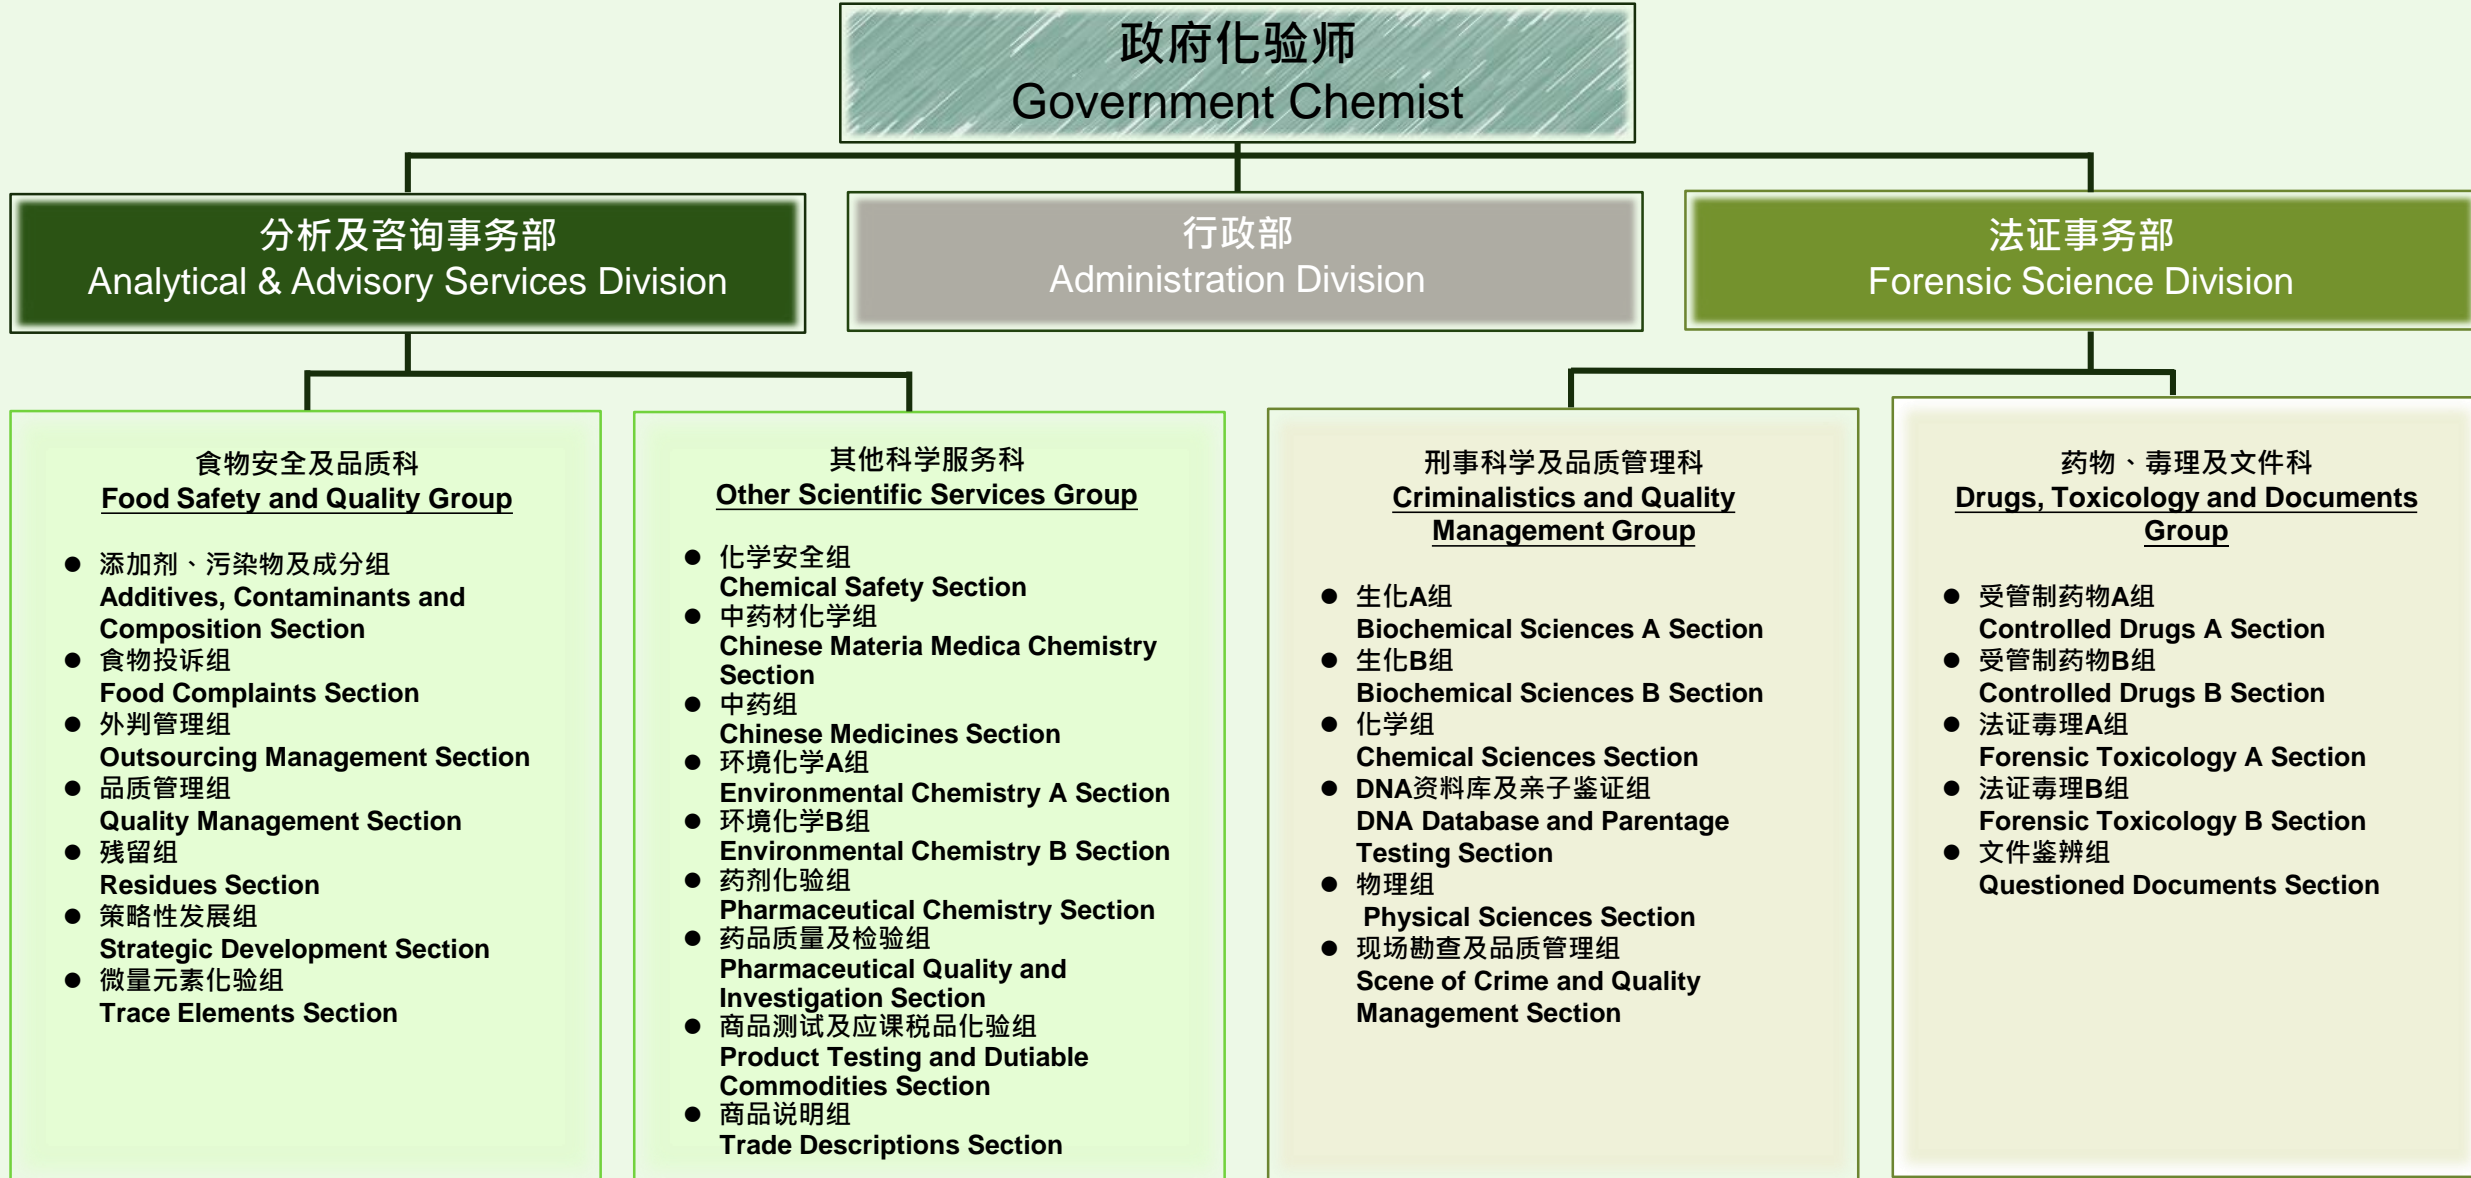 政府化验师
Government Chemist
分析及咨询事务部
Analytical & Advisory Services Division
行政部
Administration Division
法证事务部
Forensic Science Division
食物安全及品质科
Food Safety and Quality Group
● 添加剂、污染物及成分组
Additives, Contaminants and
Composition Section
● 食物投诉组
Food Complaints Section
● 外判管理组
Outsourcing Management Section
● 品质管理组
Quality Management Section
● 残留组
Residues Section
● 策略性发展组
Strategic Development Section
● 微量元素化验组
Trace Elements Section
其他科学服务科
Other Scientific Services Group
● 化学安全组
Chemical Safety Section
● 中药材化学组
Chinese Materia Medica Chemistry
Section
● 中药组
Chinese Medicines Section
● 环境化学A组
Environmental Chemistry A Section
● 环境化学B组
Environmental Chemistry B Section
● 药剂化验组
Pharmaceutical Chemistry Section
● 药品质量及检验组
Pharmaceutical Quality and
Investigation Section
● 商品测试及应课税品化验组
Product Testing and Dutiable
Commodities Section
● 商品说明组
Trade Descriptions Section
刑事科学及品质管理科
Criminalistics and Quality
Management Group
● 生化A组
Biochemical Sciences A Section
● 生化B组
Biochemical Sciences B Section
● 化学组
Chemical Sciences Section
● DNA资料库及亲子鉴证组
DNA Database and Parentage
Testing Section
● 物理组
Physical Sciences Section
● 现场勘查及品质管理组
Scene of Crime and Quality
Management Section
药物、毒理及文件科
Drugs, Toxicology and Documents
Group
● 受管制药物A组
Controlled Drugs A Section
● 受管制药物B组
Controlled Drugs B Section
● 法证毒理A组
Forensic Toxicology A Section
● 法证毒理B组
Forensic Toxicology B Section
● 文件鉴辨组
Questioned Documents Section